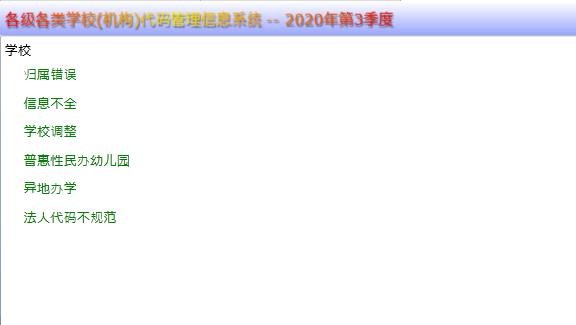 各级各类学校(机构)代码管理信息系统 -- 2020年第3季度
学校
归属错误
信息不全
学校调整
普惠性民办幼儿园
异地办学
法人代码不规范